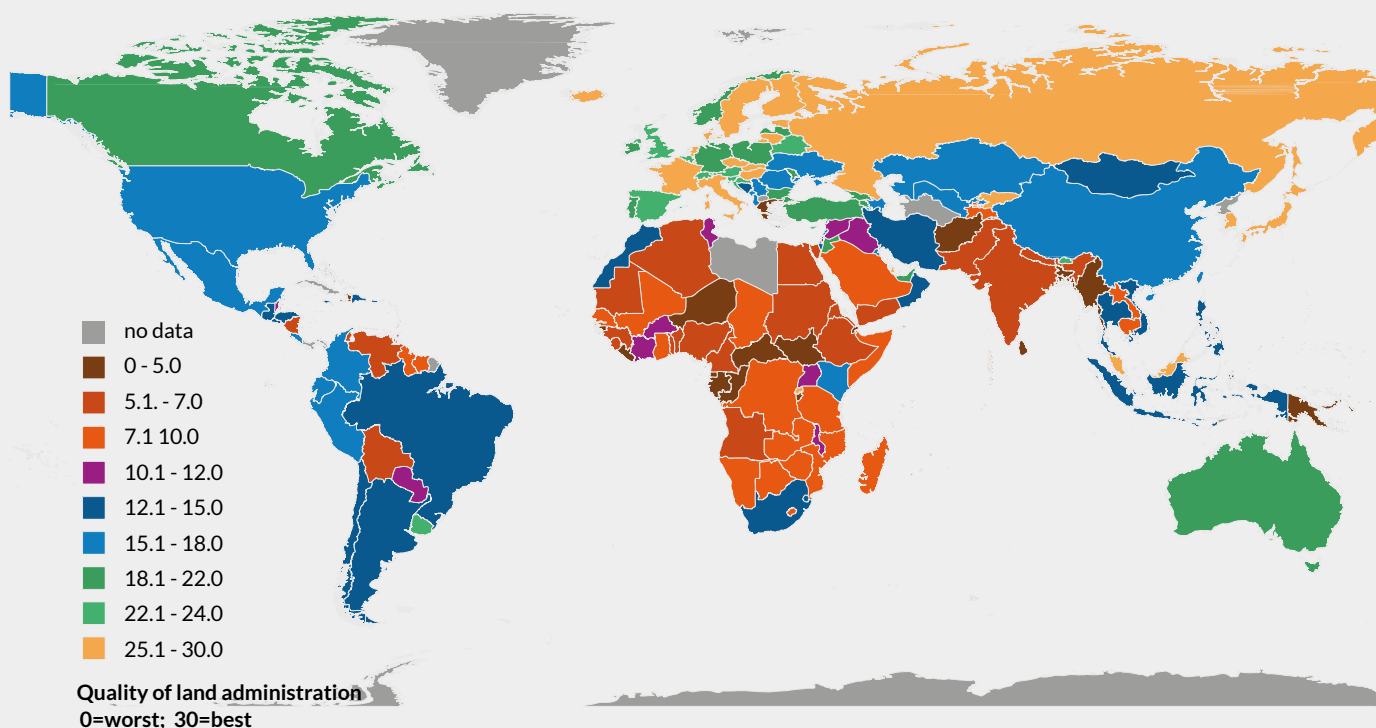 no data
0 - 5.0
5.1. - 7.0
7.1 10.0
10.1 - 12.0
12.1 - 15.0
15.1 - 18.0
18.1 - 22.0
22.1 - 24.0
25.1 - 30.0
Quality of land administration
0=worst; 30=best